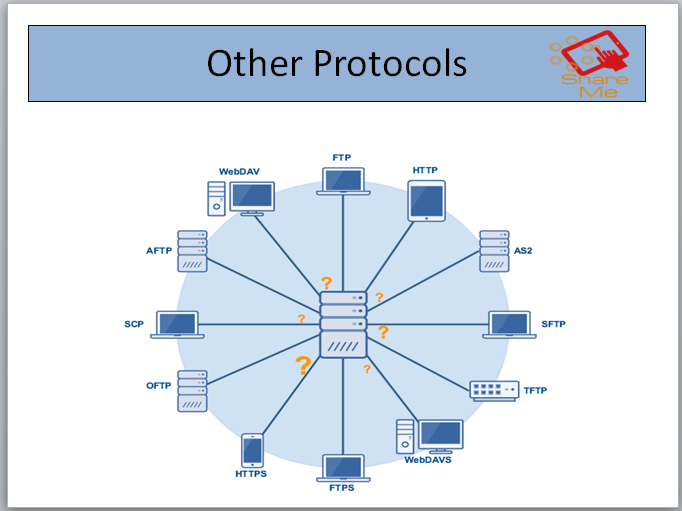 Other Protocols
Share
Me
FTP
WebDAV
HTTP
AFTP
AS2
?
?
?
SCP
SFTP
?
?
?
OFTP
TFTP
WebDAVS
HTTPS
FTPS